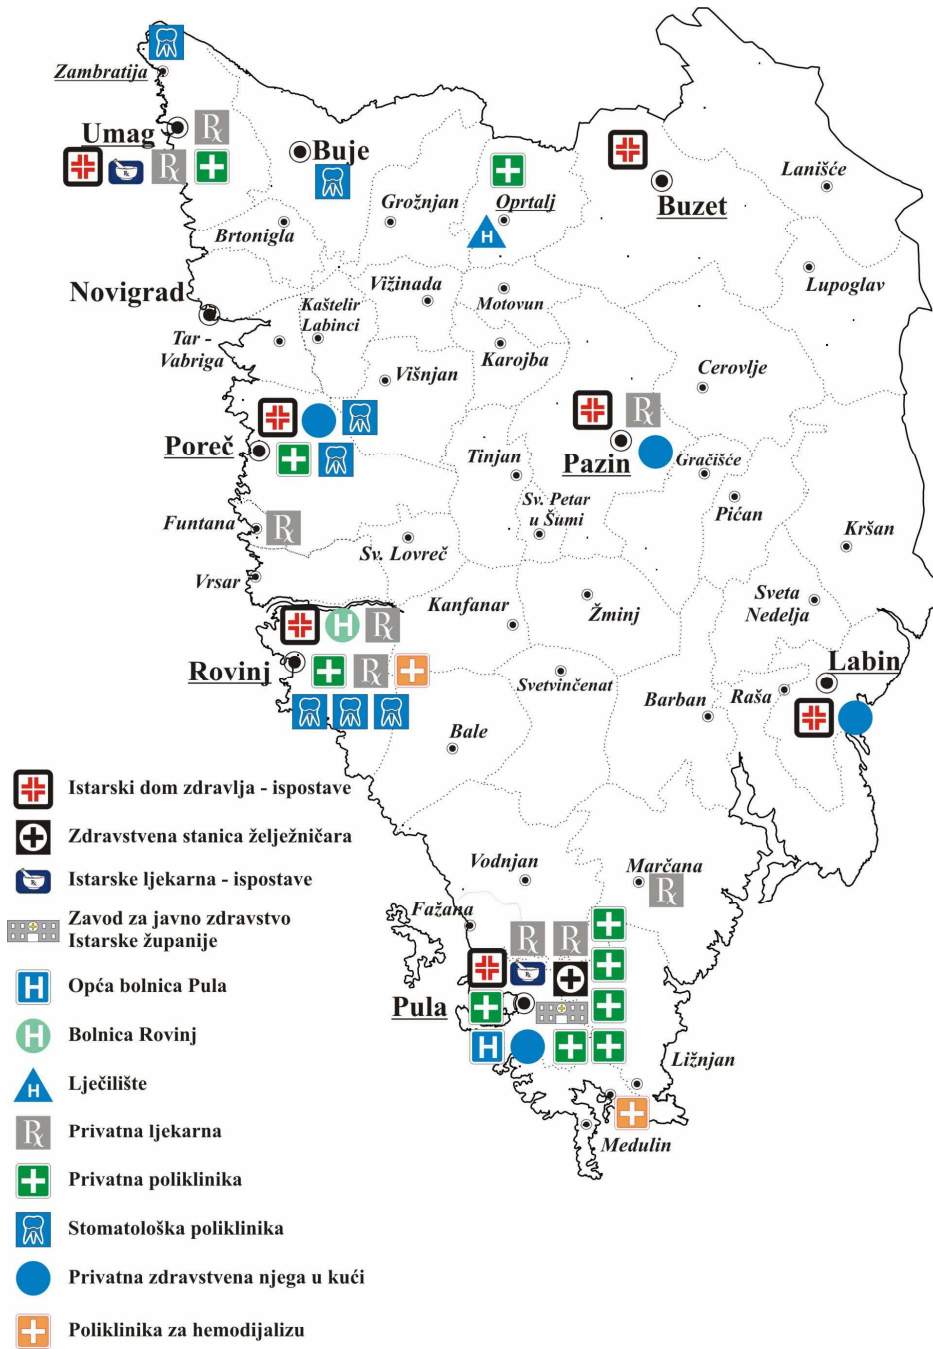 Zambratija
Umag
Buje
Oprtalj
Buzet
Lanišće
Grožnjan
Brtonigla
Lupoglav
Novigrad
Vižinada
Motovun
Kaštelir
Labinci
Tar -
Vabriga
Karojba
Višnjan
Cerovlje
Poreč
Pazin
Tinjan
Gračišće
Sv. Petar
u Šumi
Pićan
Funtana
Sv. Lovreč
Kršan
Vrsar
Kanfanar
Žminj
Sveta
Nedelja
Rovinj
Labin
Svetvinčenat
Raša
Barban
Bale
Vodnjan
Marčana
Fažana
Pula
Ližnjan
Medulin
Istarski dom zdravlja - ispostave
Zdravstvena stanica željezničara
Istarske ljekarna - ispostave
Zavod za javno zdravstvo
Istarske županije
H Opća bolnica Pula
H Bolnica Rovinj
H Lječilište
Rx Privatna ljekarna
Privatna poliklinika
Stomatološka poliklinika
Privatna zdravstvena njega u kući
Poliklinika za hemodijalizu